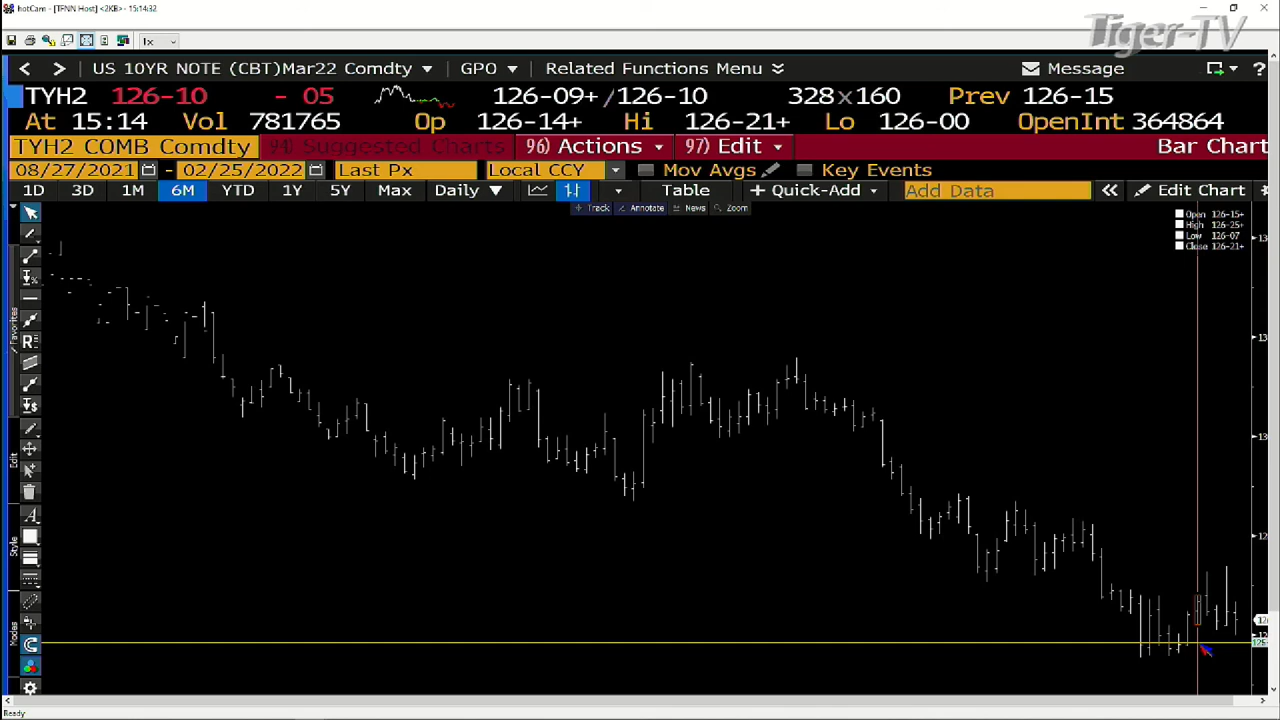 hotCam - [TFNN Host] <2KB> - 15:14:32
Tiger-TV
1x
US 10YR NOTE (CBT)Mar22 Comdty GPO Related Functions Menu Message ?
TYH2 126-10 - 05 126-09+ /126-10 328x160 Prev 126-15
At 15:14 Vol 781765 Op 126-14+ Hi 126-21+ Lo 126-00 OpenInt 364864
TYH2 COMB Comdty 94) Suggested Charts 96) Actions 97) Edit Bar Chart
08/27/2021 - 02/25/2022 Last Px Local CCY Mov Avgs Key Events
1D 3D 1M 6M YTD 1Y 5Y Max Daily Table + Quick-Add Add Data « Edit Chart
Track Annotate News Zoom
Open 126-15+
High 126-25+
Low 126-07
Close 126-21+
Favorites
Edit
Style
Modes
Ready